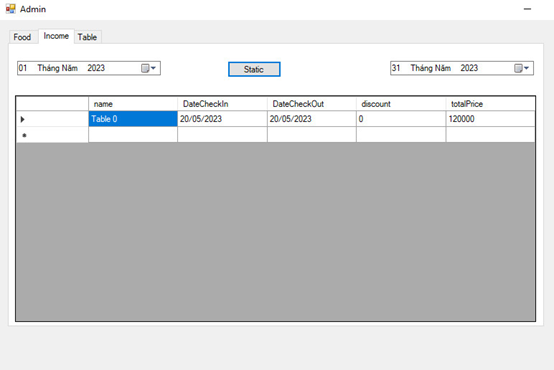 Admin
Food Income Table
01 Tháng Năm 2023 Static 31 Tháng Năm 2023
name DateCheckIn DateCheckOut discount totalPrice
Table 0 20/05/2023 20/05/2023 0 120000